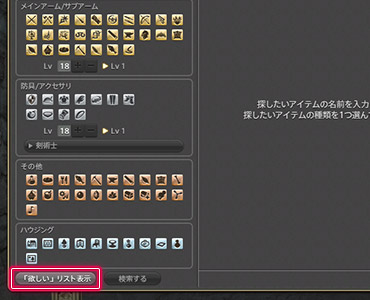 メインアーム/サブアーム
Lv 18 Lv 1
防具/アクセサリ
Lv 18 Lv 1
剣術士
その他
ハウジング
「欲しい」リスト表示
検索する
探したいアイテムの名前を入力
探したいアイテムの種類を1つ選んで